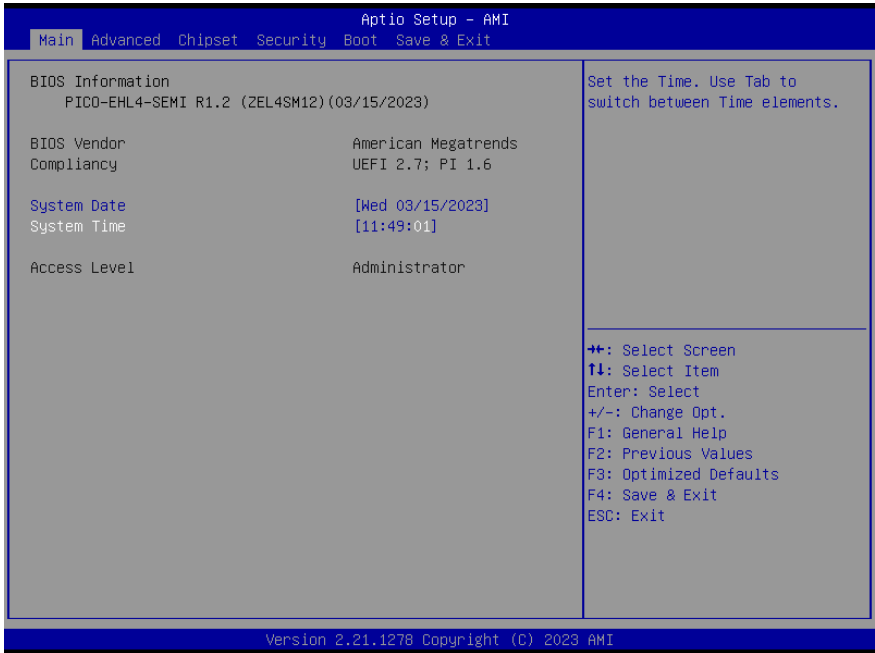 Aptio Setup – AMI
Main Advanced Chipset Security Boot Save & Exit
BIOS Information
PICO-EHL4-SEMI R1.2 (ZEL4SM12)(03/15/2023)
BIOS Vendor American Megatrends
Compliancy UEFI 2.7; PI 1.6
System Date [Wed 03/15/2023]
System Time [11:49:01]
Access Level Administrator
Set the Time. Use Tab to
switch between Time elements.
→←: Select Screen
↑↓: Select Item
Enter: Select
+/-: Change Opt.
F1: General Help
F2: Previous Values
F3: Optimized Defaults
F4: Save & Exit
ESC: Exit
Version 2.21.1278 Copyright (C) 2023 AMI